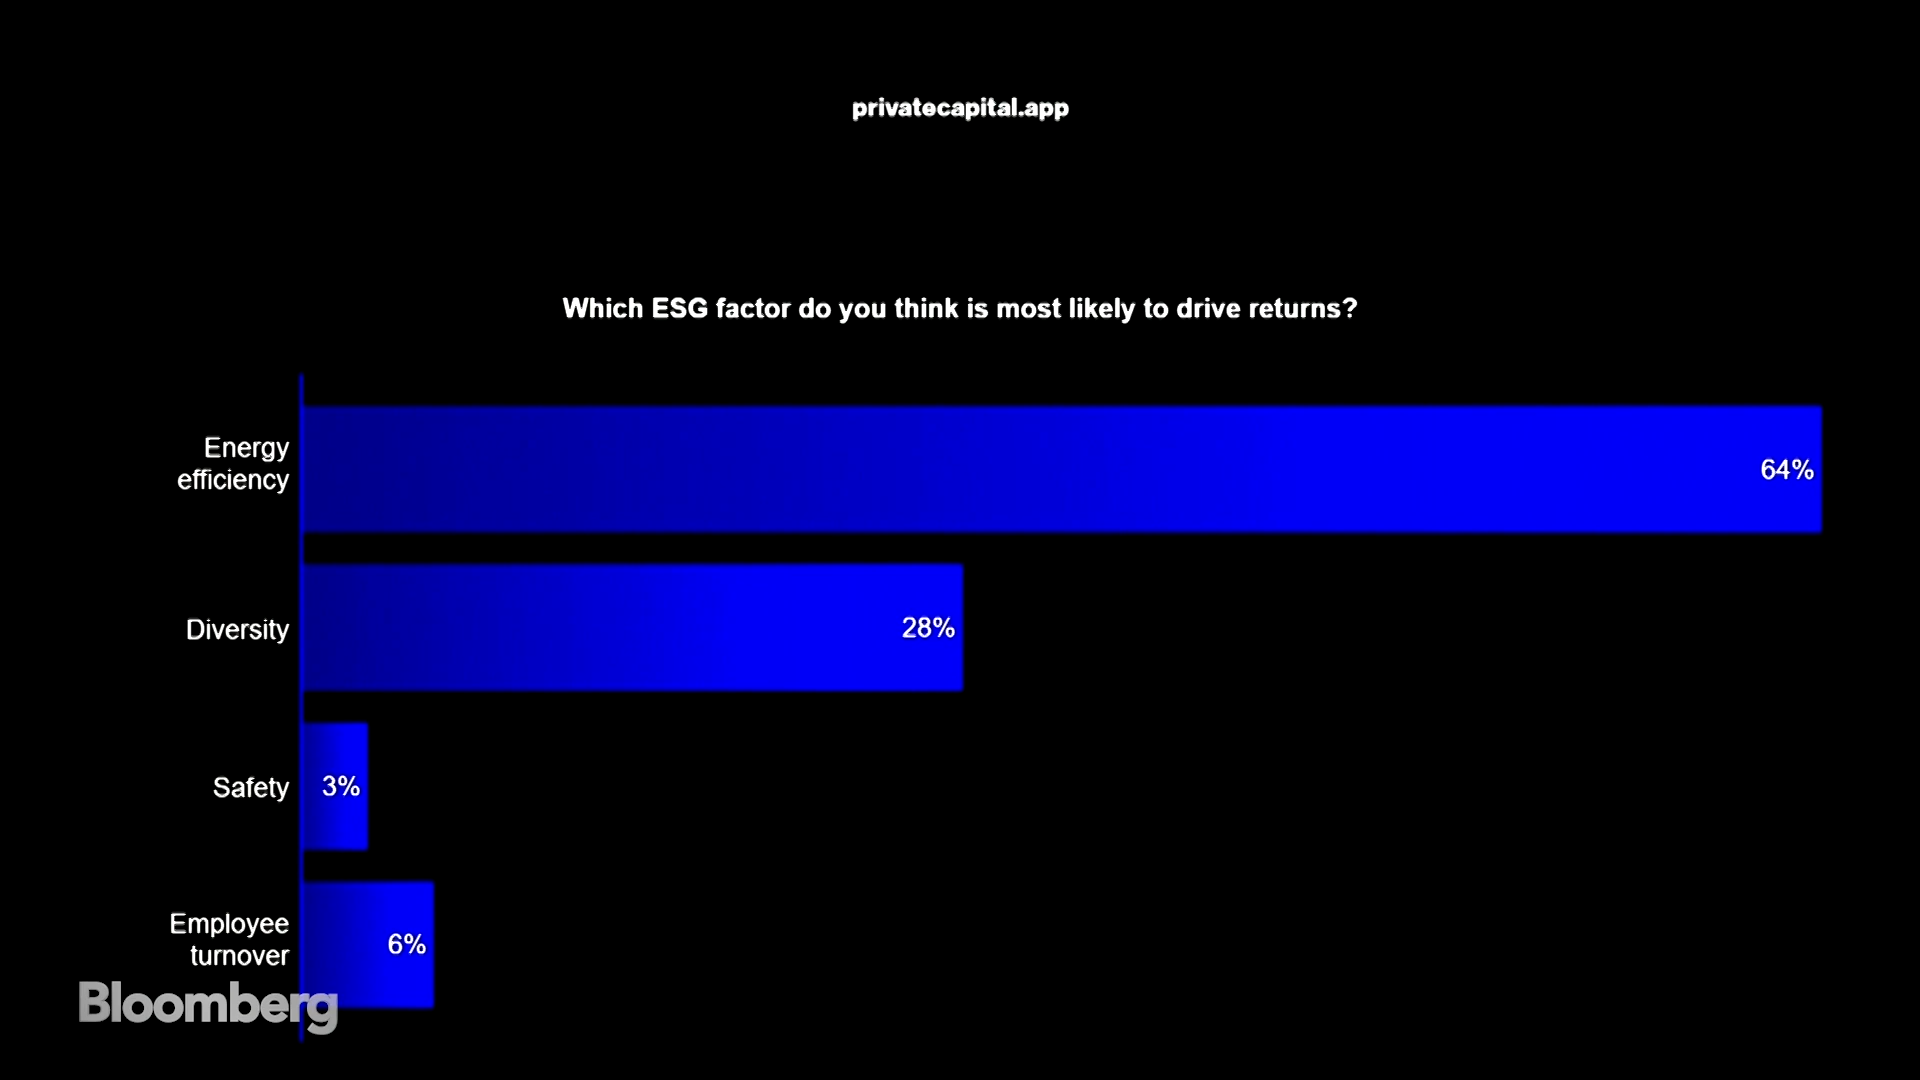 privatecapital.app
Which ESG factor do you think is most likely to drive returns?
Energy
efficiency
64%
Diversity
28%
Safety
3%
Employee
turnover
6%
Bloomberg